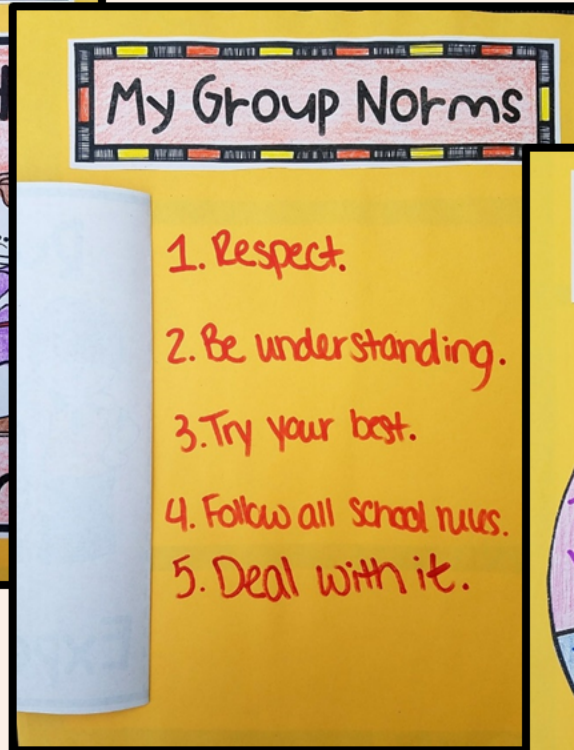 My Group Norms
1. Respect.
2. Be understanding.
3. Try your best.
4. Follow all school rules.
5. Deal with it.